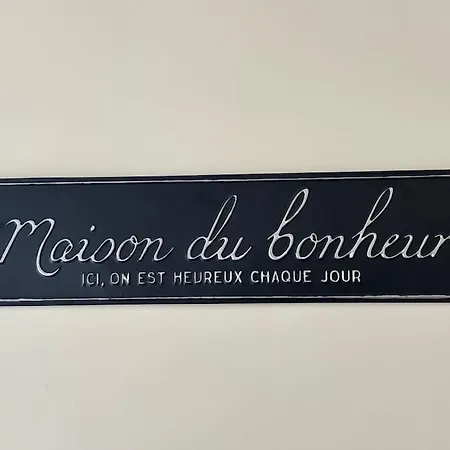 Maison du bonheur
ICI, ON EST HEUREUX CHAQUE JOUR